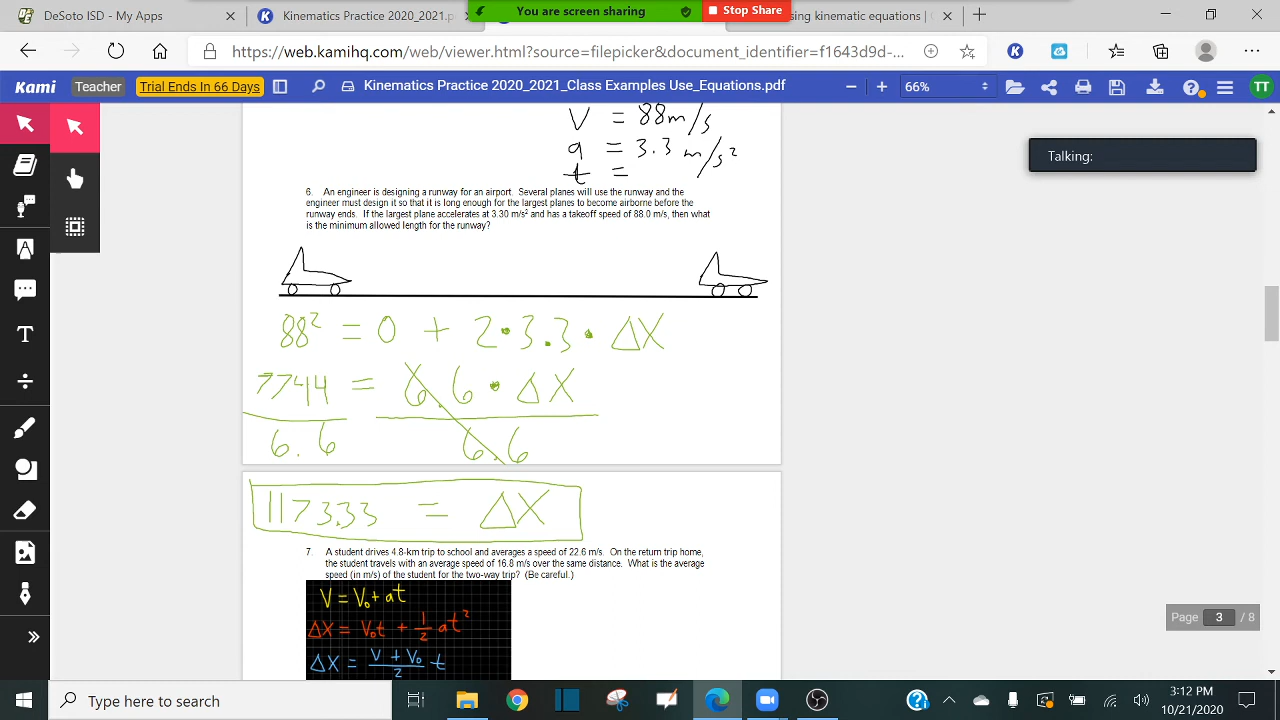 DeSoto ISD - My Apps
Kinematics Practice 2020_2021.p
You are screen sharing
Stop Share
sing kinematic equations |
https://web.kamihq.com/web/viewer.html?source=filepicker&document_identifier=f1643d9d-...
Kami
Teacher
Trial Ends In 66 Days
Kinematics Practice 2020_2021_Class Examples Use_Equations.pdf
66%
TT
Talking:
V = 88m/s
a = 3.3 m/s²
t =
6. An engineer is designing a runway for an airport. Several planes will use the runway and the
engineer must design it so that it is long enough for the largest planes to become airborne before the
runway ends. If the largest plane accelerates at 3.30 m/s² and has a takeoff speed of 88.0 m/s, then what
is the minimum allowed length for the runway?
88² = 0 + 2•3.3•ΔX
7744 = 6.6•ΔX
6.6 6.6
1173.33 = ΔX
7. A student drives 4.8-km trip to school and averages a speed of 22.6 m/s. On the return trip home,
the student travels with an average speed of 16.8 m/s over the same distance. What is the average
speed (in m/s) of the student for the two-way trip? (Be careful.)
V = V₀ + at
ΔX = V₀t + 1/2 at²
ΔX = V + V₀/2 t
Page 3 / 8
Type here to search
3:12 PM
10/21/2020